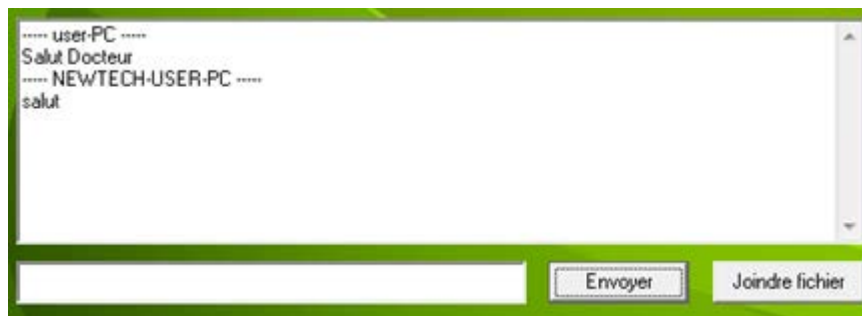 ----- user-PC -----
Salut Docteur
----- NEWTECH-USER-PC -----
salut
Envoyer
Joindre fichier